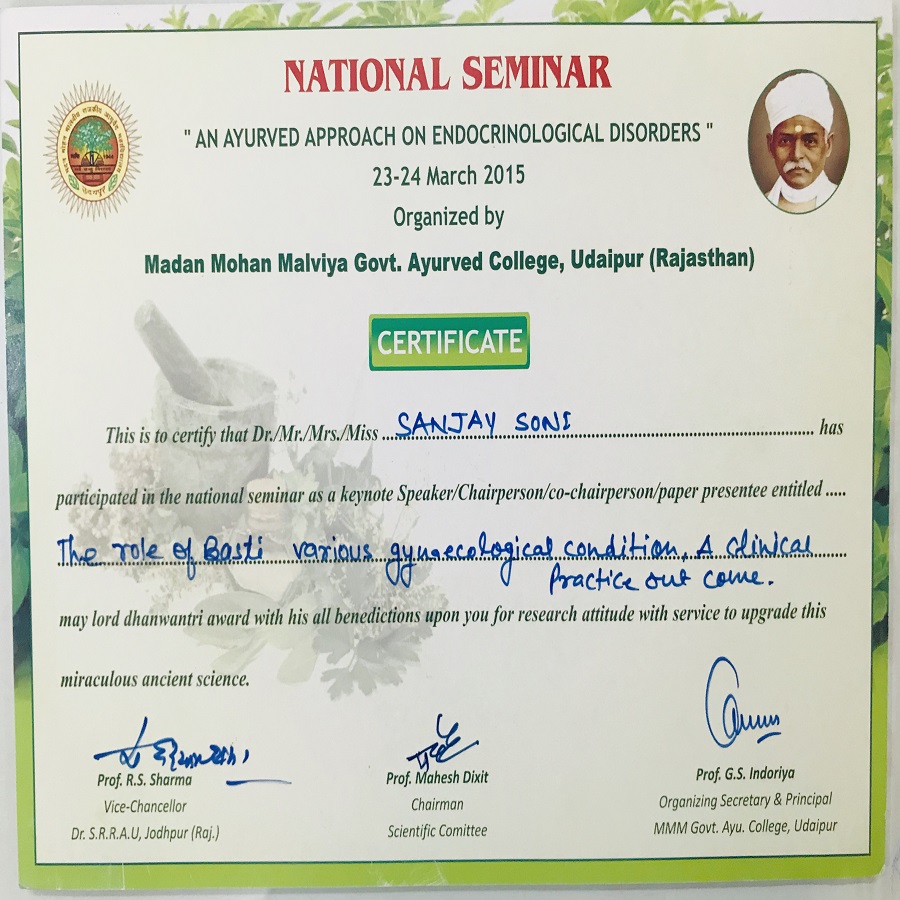 NATIONAL SEMINAR
" AN AYURVED APPROACH ON ENDOCRINOLOGICAL DISORDERS "
23-24 March 2015
Organized by
Madan Mohan Malviya Govt. Ayurved College, Udaipur (Rajasthan)
CERTIFICATE
This is to certify that Dr./Mr./Mrs./Miss ....SANJAY SONI.... has
participated in the national seminar as a keynote Speaker/Chairperson/co-chairperson/paper presentee entitled .....
The role of Basti various gynaecological condition. A clinical
Practice out come.
may lord dhanwantri award with his all benedictions upon you for research attitude with service to upgrade this
miraculous ancient science.
Prof. R.S. Sharma
Vice-Chancellor
Dr. S.R.R.A.U, Jodhpur (Raj.)
Prof. Mahesh Dixit
Chairman
Scientific Comittee
Prof. G.S. Indoriya
Organizing Secretary & Principal
MMM Govt. Ayu. College, Udaipur